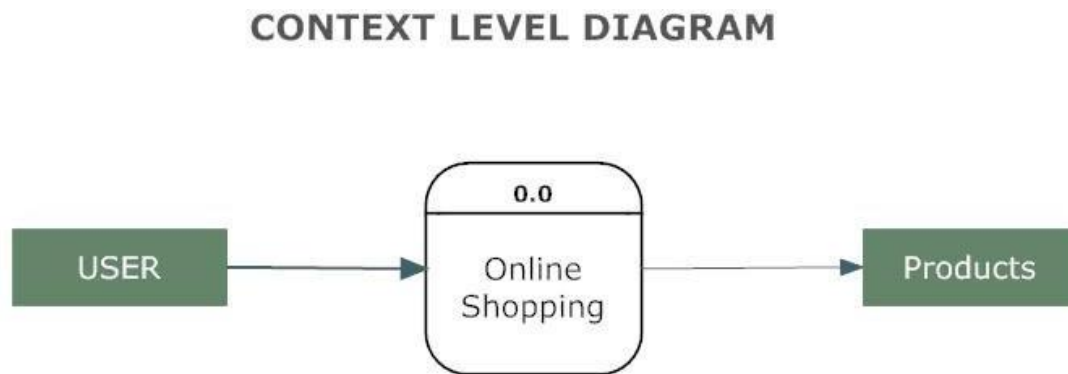 CONTEXT LEVEL DIAGRAM
0.0
USER
Online
Shopping
Products